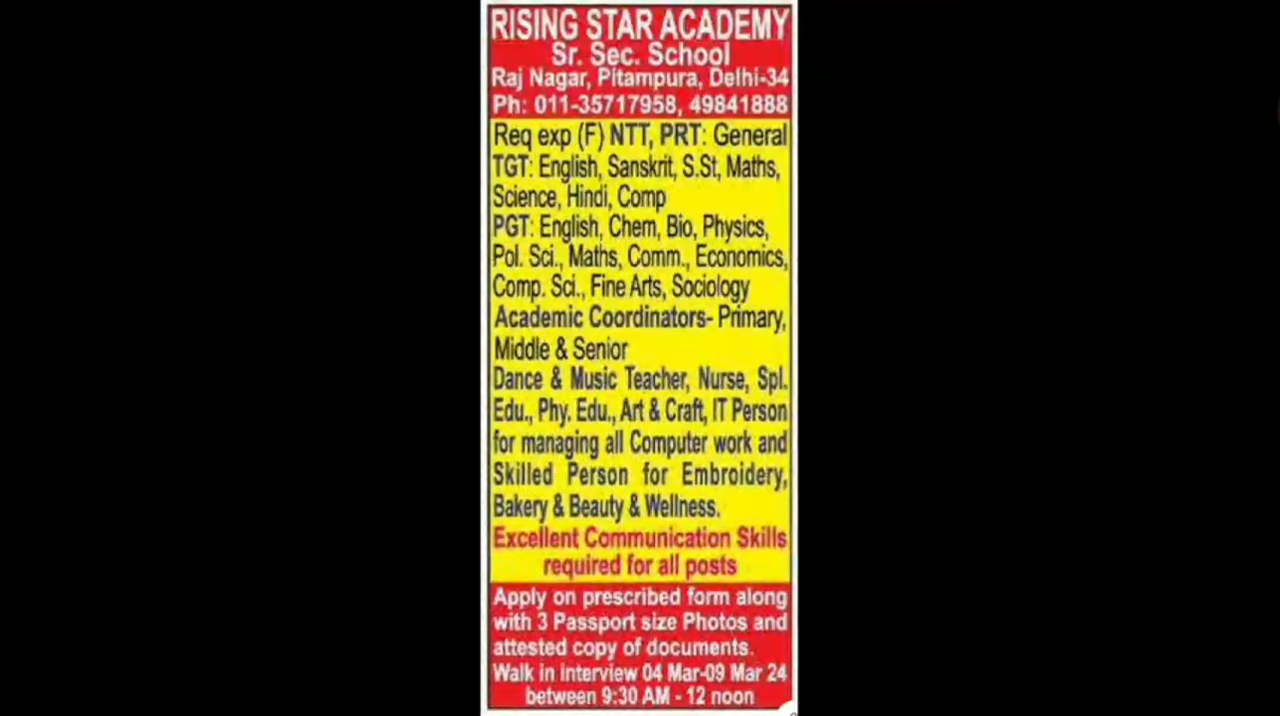 RISING STAR ACADEMY
Sr. Sec. School
Raj Nagar, Pitampura, Delhi-34
Ph: 011-35717958, 49841888
Req exp (F) NTT, PRT: General
TGT: English, Sanskrit, S.St, Maths,
Science, Hindi, Comp
PGT: English, Chem, Bio, Physics,
Pol. Sci., Maths, Comm., Economics,
Comp. Sci., Fine Arts, Sociology
Academic Coordinators- Primary,
Middle & Senior
Dance & Music Teacher, Nurse, Spl.
Edu., Phy. Edu., Art & Craft, IT Person
for managing all Computer work and
Skilled Person for Embroidery,
Bakery & Beauty & Wellness.
Excellent Communication Skills
required for all posts
Apply on prescribed form along
with 3 Passport size Photos and
attested copy of documents.
Walk in Interview 04 Mar-09 Mar 24
between 9:30 AM - 12 noon